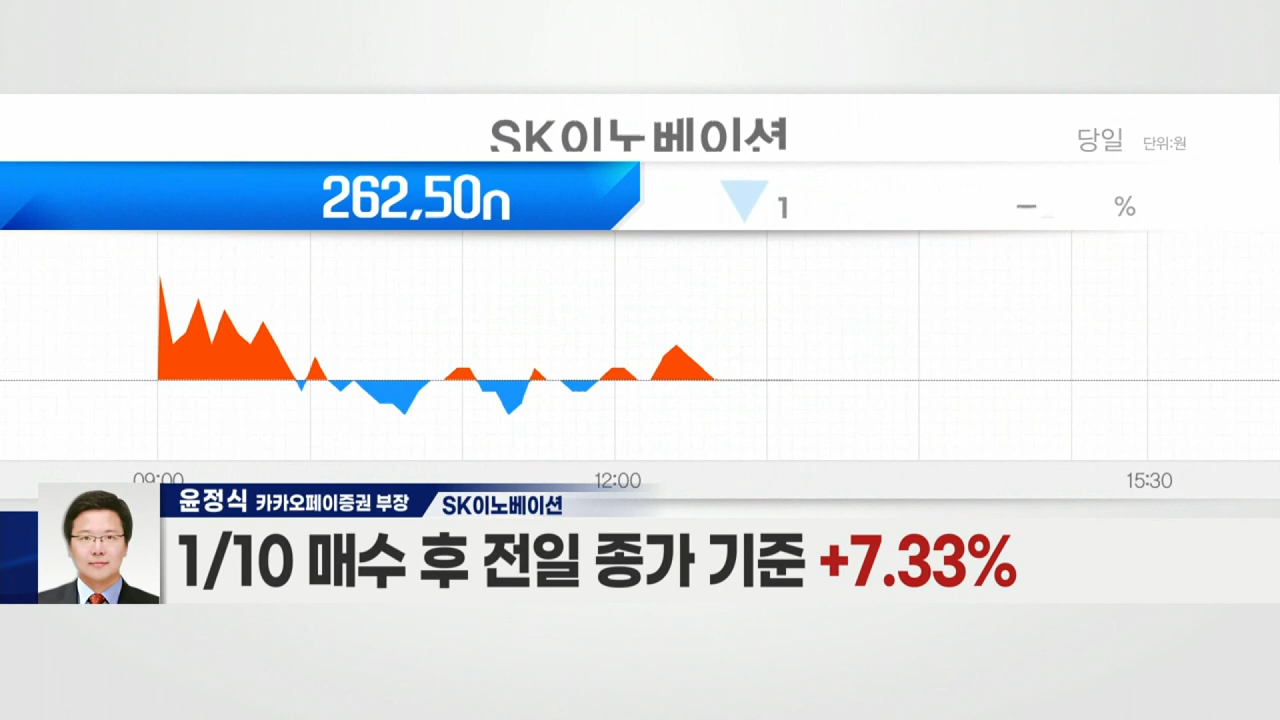 SK이노베이션
당일 단위:원
262,50
1 – %
09:00 12:00 15:30
윤정식 카카오페이증권 부장 SK이노베이션
1/10 매수 후 전일 종가 기준 +7.33%